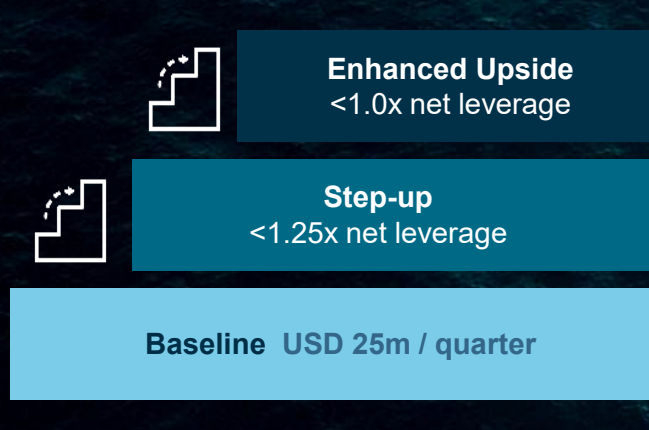 Enhanced Upside
<1.0x net leverage
Step-up
<1.25x net leverage
Baseline USD 25m / quarter